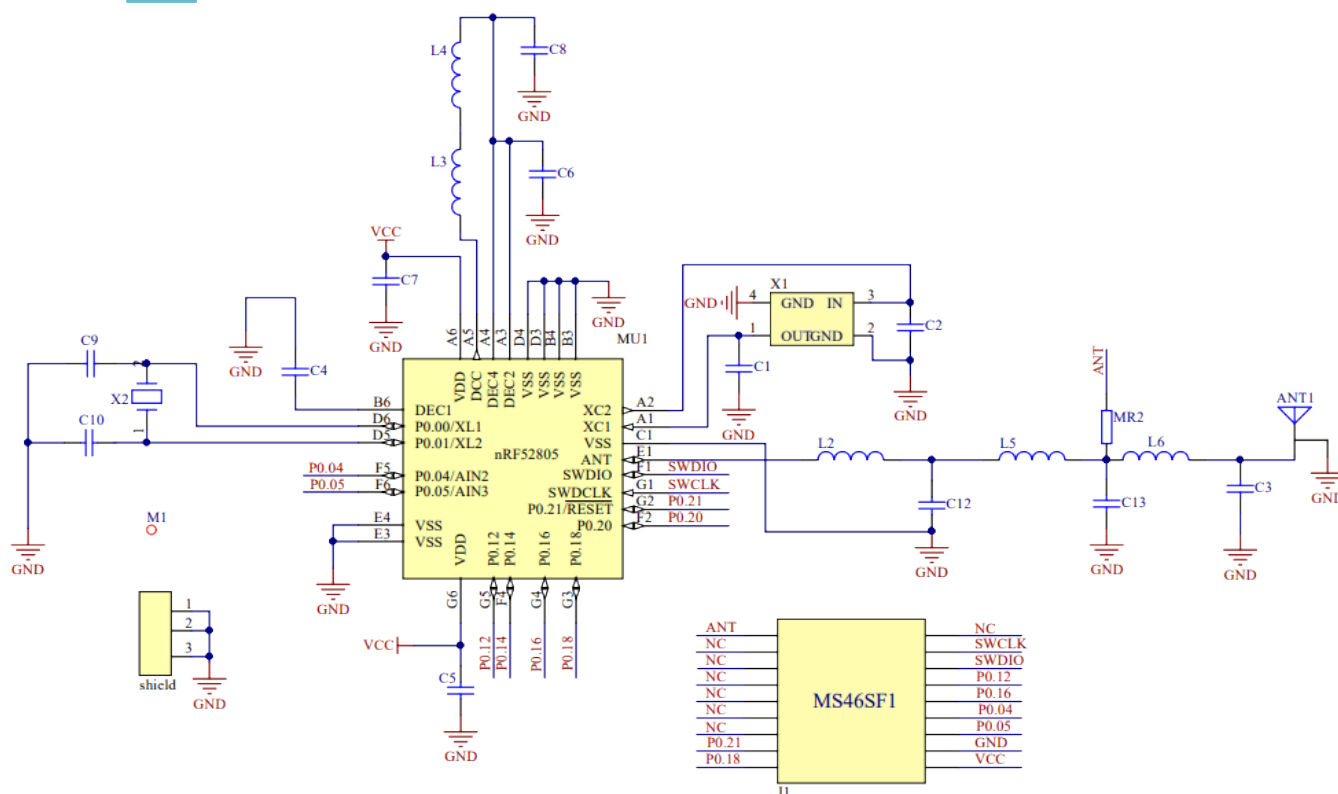 L4
C8
GND
L3
C6
GND
VCC
C7
GND
GND
MU1
A6
A5
A4
A3
D4
D3
B4
B3
VDD
DCC
DEC4
DEC2
VSS
VSS
VSS
VSS
X1
GND
4
GND IN
3
1
OUTGND
2
C2
C1
GND
GND
C9
2
X2
C10
1
GND
C4
B6
DEC1
D6
P0.00/XL1
D5
P0.01/XL2
nRF52805
P0.04
F5
P0.04/AIN2
P0.05
F6
P0.05/AIN3
E4
VSS
E3
VSS
GND
GND
XC2
A2
XC1
A1
VSS
C1
ANT
E1
SWDIO
F1
SWDIO
SWDCLK
G1
SWCLK
P0.21/RESET
G2
P0.21
P0.20
F2
P0.20
L2
C12
GND
L5
ANT
MR2
C13
GND
L6
C3
GND
ANT1
GND
M1
1
2
3
shield
GND
VDD
P0.12
P0.14
P0.16
P0.18
G6
G5
F4
G4
G3
VCC
P0.12
P0.14
P0.16
P0.18
C5
GND
ANT
NC
NC
NC
NC
NC
NC
P0.21
P0.18
MS46SF1
NC
SWCLK
SWDIO
P0.12
P0.16
P0.04
P0.05
GND
VCC